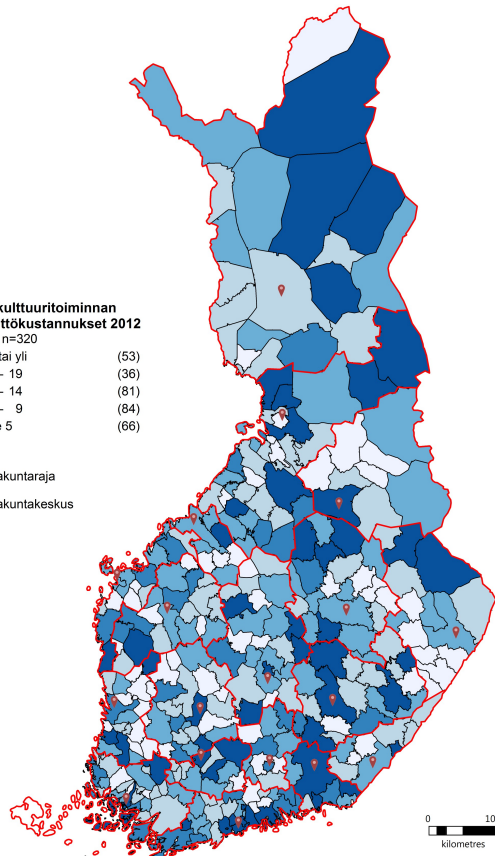 kulttuuritoiminnan
ttökustannukset 2012
n=320
tai yli (53)
- 19 (36)
- 14 (81)
- 9 (84)
e 5 (66)
akuntaraja
akuntakeskus
0 10
kilometres